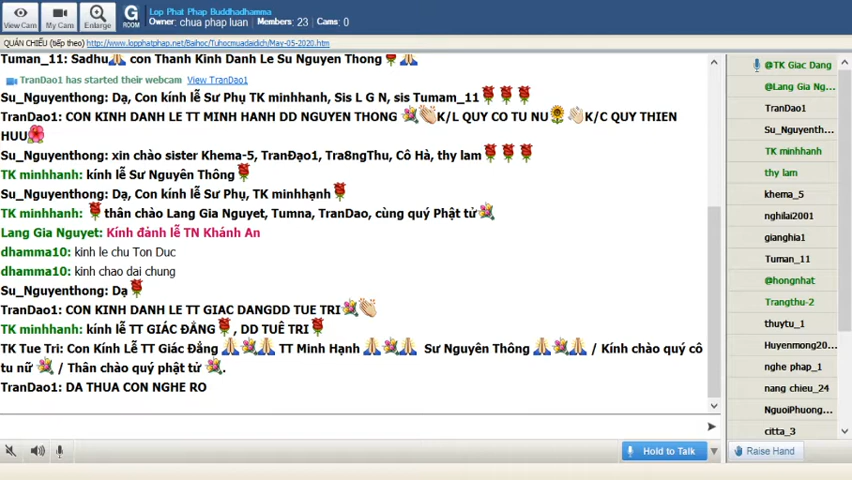 Lop Phat Phap Buddhadhamma
Owner: chua phap luan Members: 23 Cams: 0
View Cam My Cam Enlarge G ROOM
QUÁN CHIẾU (tiếp theo) http://www.lopphatphap.net/Baihoc/Tuhocmuadaidich/May-05-2020.htm
Tuman_11: Sadhu con Thanh Kinh Danh Le Su Nguyen Thong
TranDao1 has started their webcam View TranDao1
Su_Nguyenthong: Dạ, Con kính lễ Sư Phụ TK minhhanh, Sis L G N, sis Tumam_11
TranDao1: CON KINH DANH LE TT MINH HANH DD NGUYEN THONG K/L QUY CO TU NU K/C QUY THIEN
HUU
Su_Nguyenthong: xin chào sister Khema-5, TranĐạo1, Tra8ngThu, Cô Hà, thy lam
TK minhhanh: kính lễ Sư Nguyên Thông
Su_Nguyenthong: Dạ, Con kính lễ Sư Phụ, TK minhhạnh
TK minhhanh: thân chào Lang Gia Nguyet, Tumna, TranDao, cùng quý Phật tử
Lang Gia Nguyet: Kính đảnh lễ TN Khánh An
dhamma10: kinh le chu Ton Duc
dhamma10: kinh chao dai chung
Su_Nguyenthong: Dạ
TranDao1: CON KINH DANH LE TT GIAC DANGDD TUE TRI
TK minhhanh: kính lễ TT GIÁC ĐẲNG, DD TUÊ TRI
TK Tue Tri: Con Kính Lễ TT Giác Đẳng TT Minh Hạnh Sư Nguyên Thông / Kính chào quý cô
tu nữ / Thân chào quý phật tử .
TranDao1: DA THUA CON NGHE RO
@TK Giac Dang
@Lang Gia Ng...
TranDao1
Su_Nguyenth...
TK minhhanh
thy lam
khema_5
nghilai2001
gianghia1
Tuman_11
@hongnhat
Trangthu-2
thuytu_1
Huyenmong20...
nghe phap_1
nang chieu_24
NguoiPhuong...
citta_3
Hold to Talk
Raise Hand